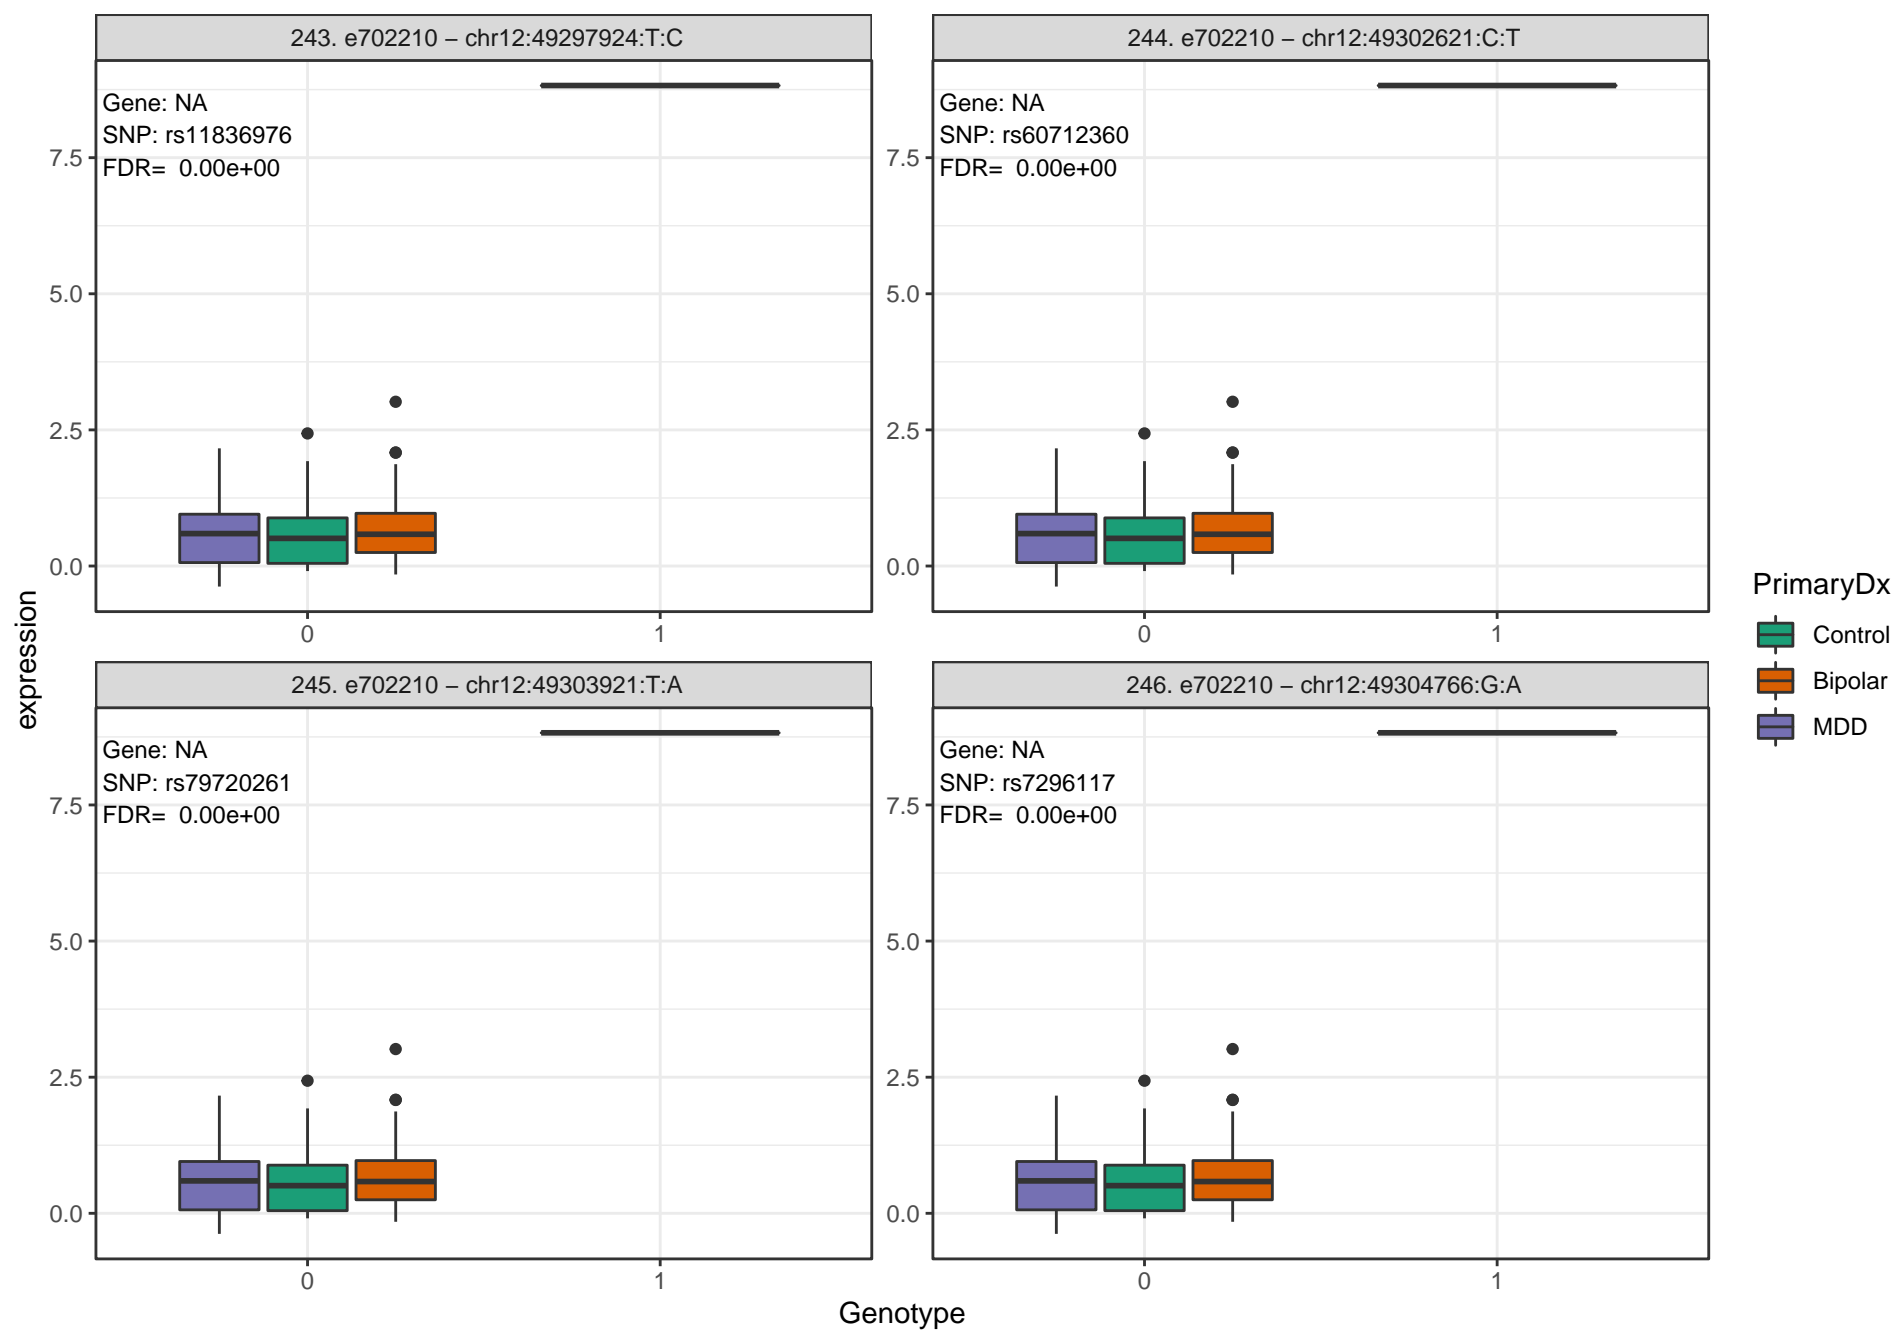 243. e702210 – chr12:49297924:T:C
244. e702210 – chr12:49302621:C:T
Gene: NA
SNP: rs11836976
FDR=  0.00e+00
Gene: NA
SNP: rs60712360
FDR=  0.00e+00
7.5
5.0
2.5
0.0
7.5
5.0
2.5
0.0
0
1
0
1
245. e702210 – chr12:49303921:T:A
246. e702210 – chr12:49304766:G:A
Gene: NA
SNP: rs79720261
FDR=  0.00e+00
Gene: NA
SNP: rs7296117
FDR=  0.00e+00
7.5
5.0
2.5
0.0
7.5
5.0
2.5
0.0
0
1
0
1
expression
Genotype
PrimaryDx
Control
Bipolar
MDD